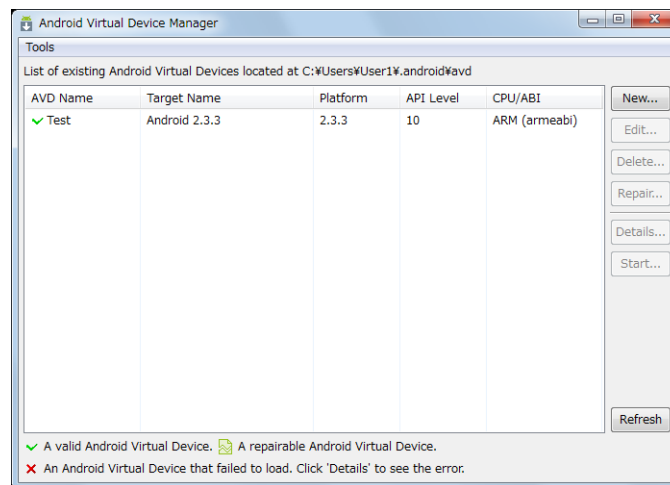 Android Virtual Device Manager
Tools
List of existing Android Virtual Devices located at C:¥Users¥User1¥.android¥avd
AVD Name Target Name Platform API Level CPU/ABI
Test Android 2.3.3 2.3.3 10 ARM (armeabi)
New...
Edit...
Delete...
Repair...
Details...
Start...
Refresh
A valid Android Virtual Device. A repairable Android Virtual Device.
An Android Virtual Device that failed to load. Click 'Details' to see the error.